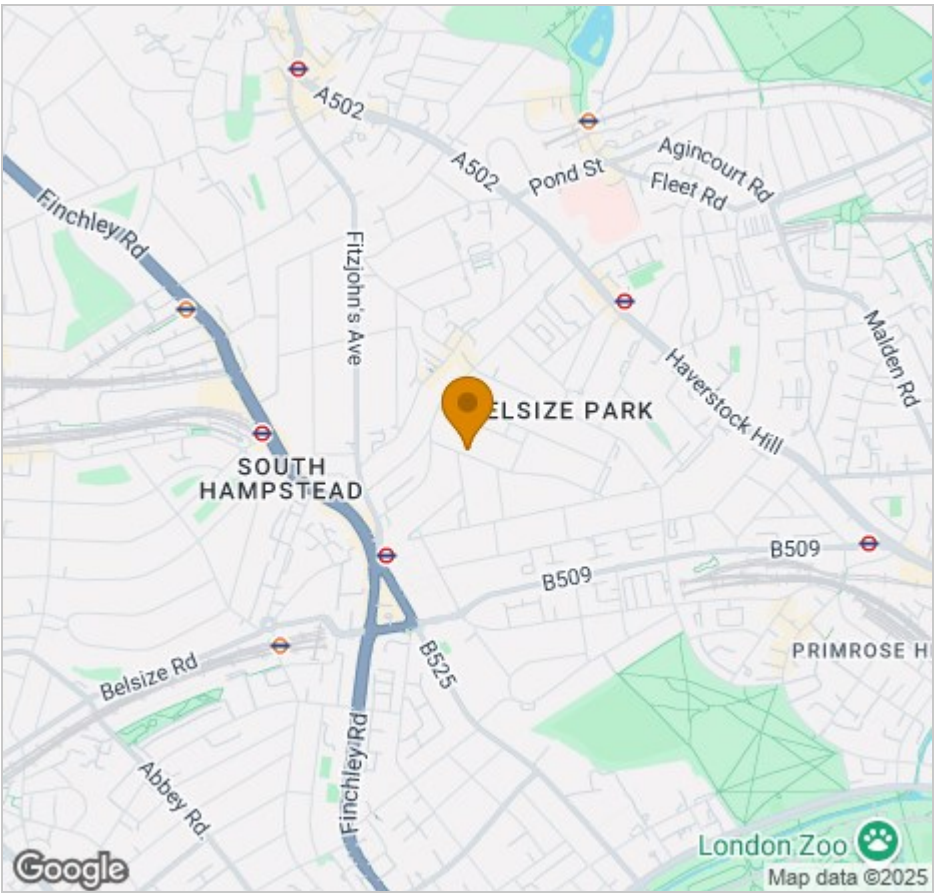 A502
A502
Pond St
Agincourt Rd
Fleet Rd
Finchley Rd
Fitzjohn's Ave
Malden Rd
Haverstock Hill
ELSIZE PARK
SOUTH
HAMPSTEAD
B509
B509
PRIMROSE H
B525
Belsize Rd
Finchley Rd
Abbey Rd.
London Zoo
Google
Map data ©2025